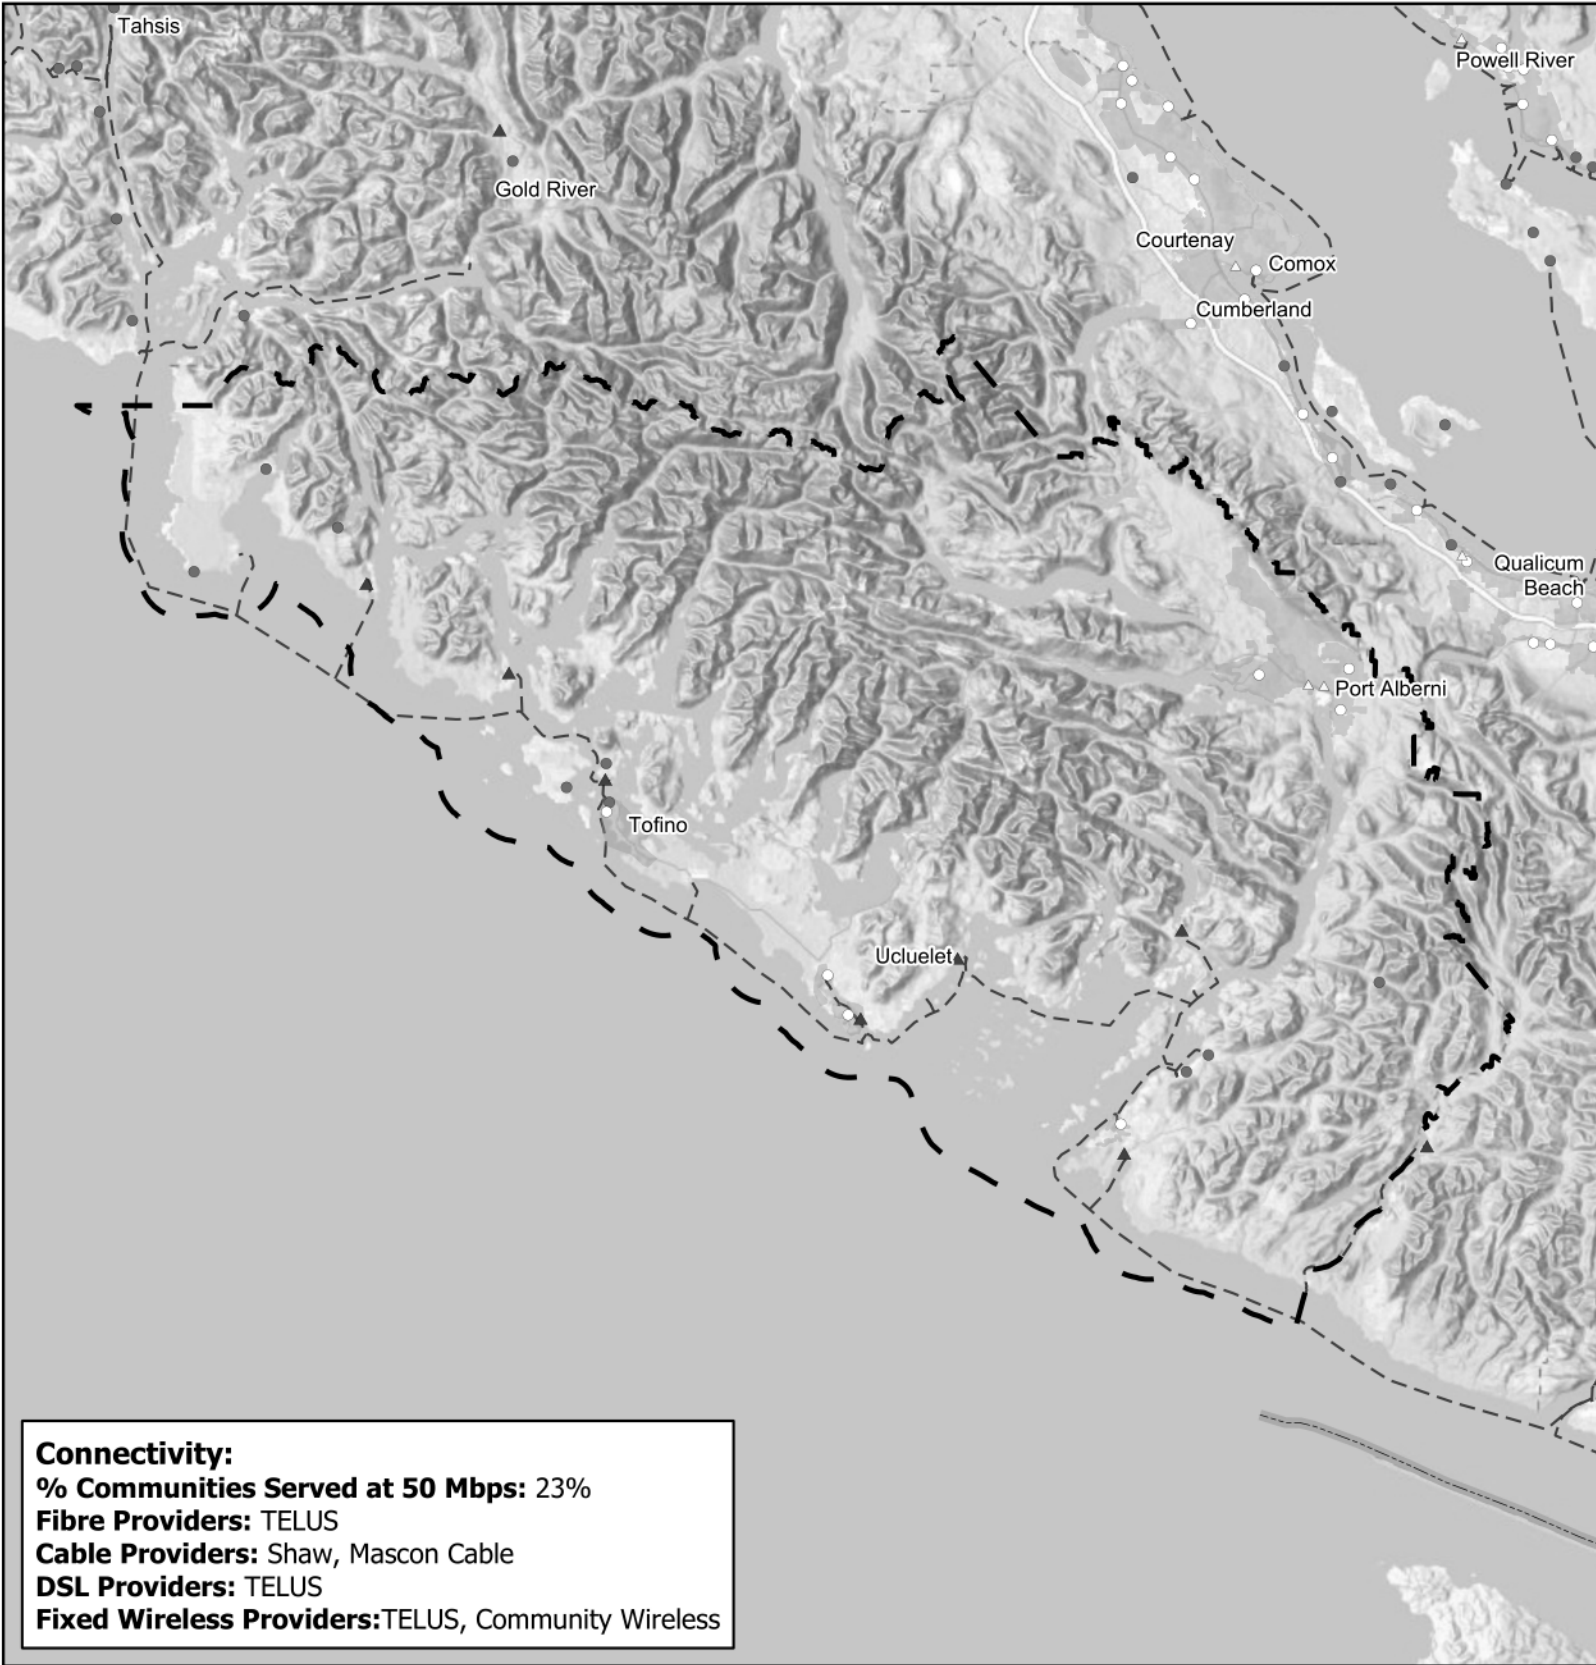 Tahsis
Powell River
Gold River
Courtenay
Comox
Cumberland
Qualicum
Beach
Port Alberni
Tofino
Ucluelet
Connectivity:
% Communities Served at 50 Mbps: 23%
Fibre Providers: TELUS
Cable Providers: Shaw, Mascon Cable
DSL Providers: TELUS
Fixed Wireless Providers:TELUS, Community Wireless